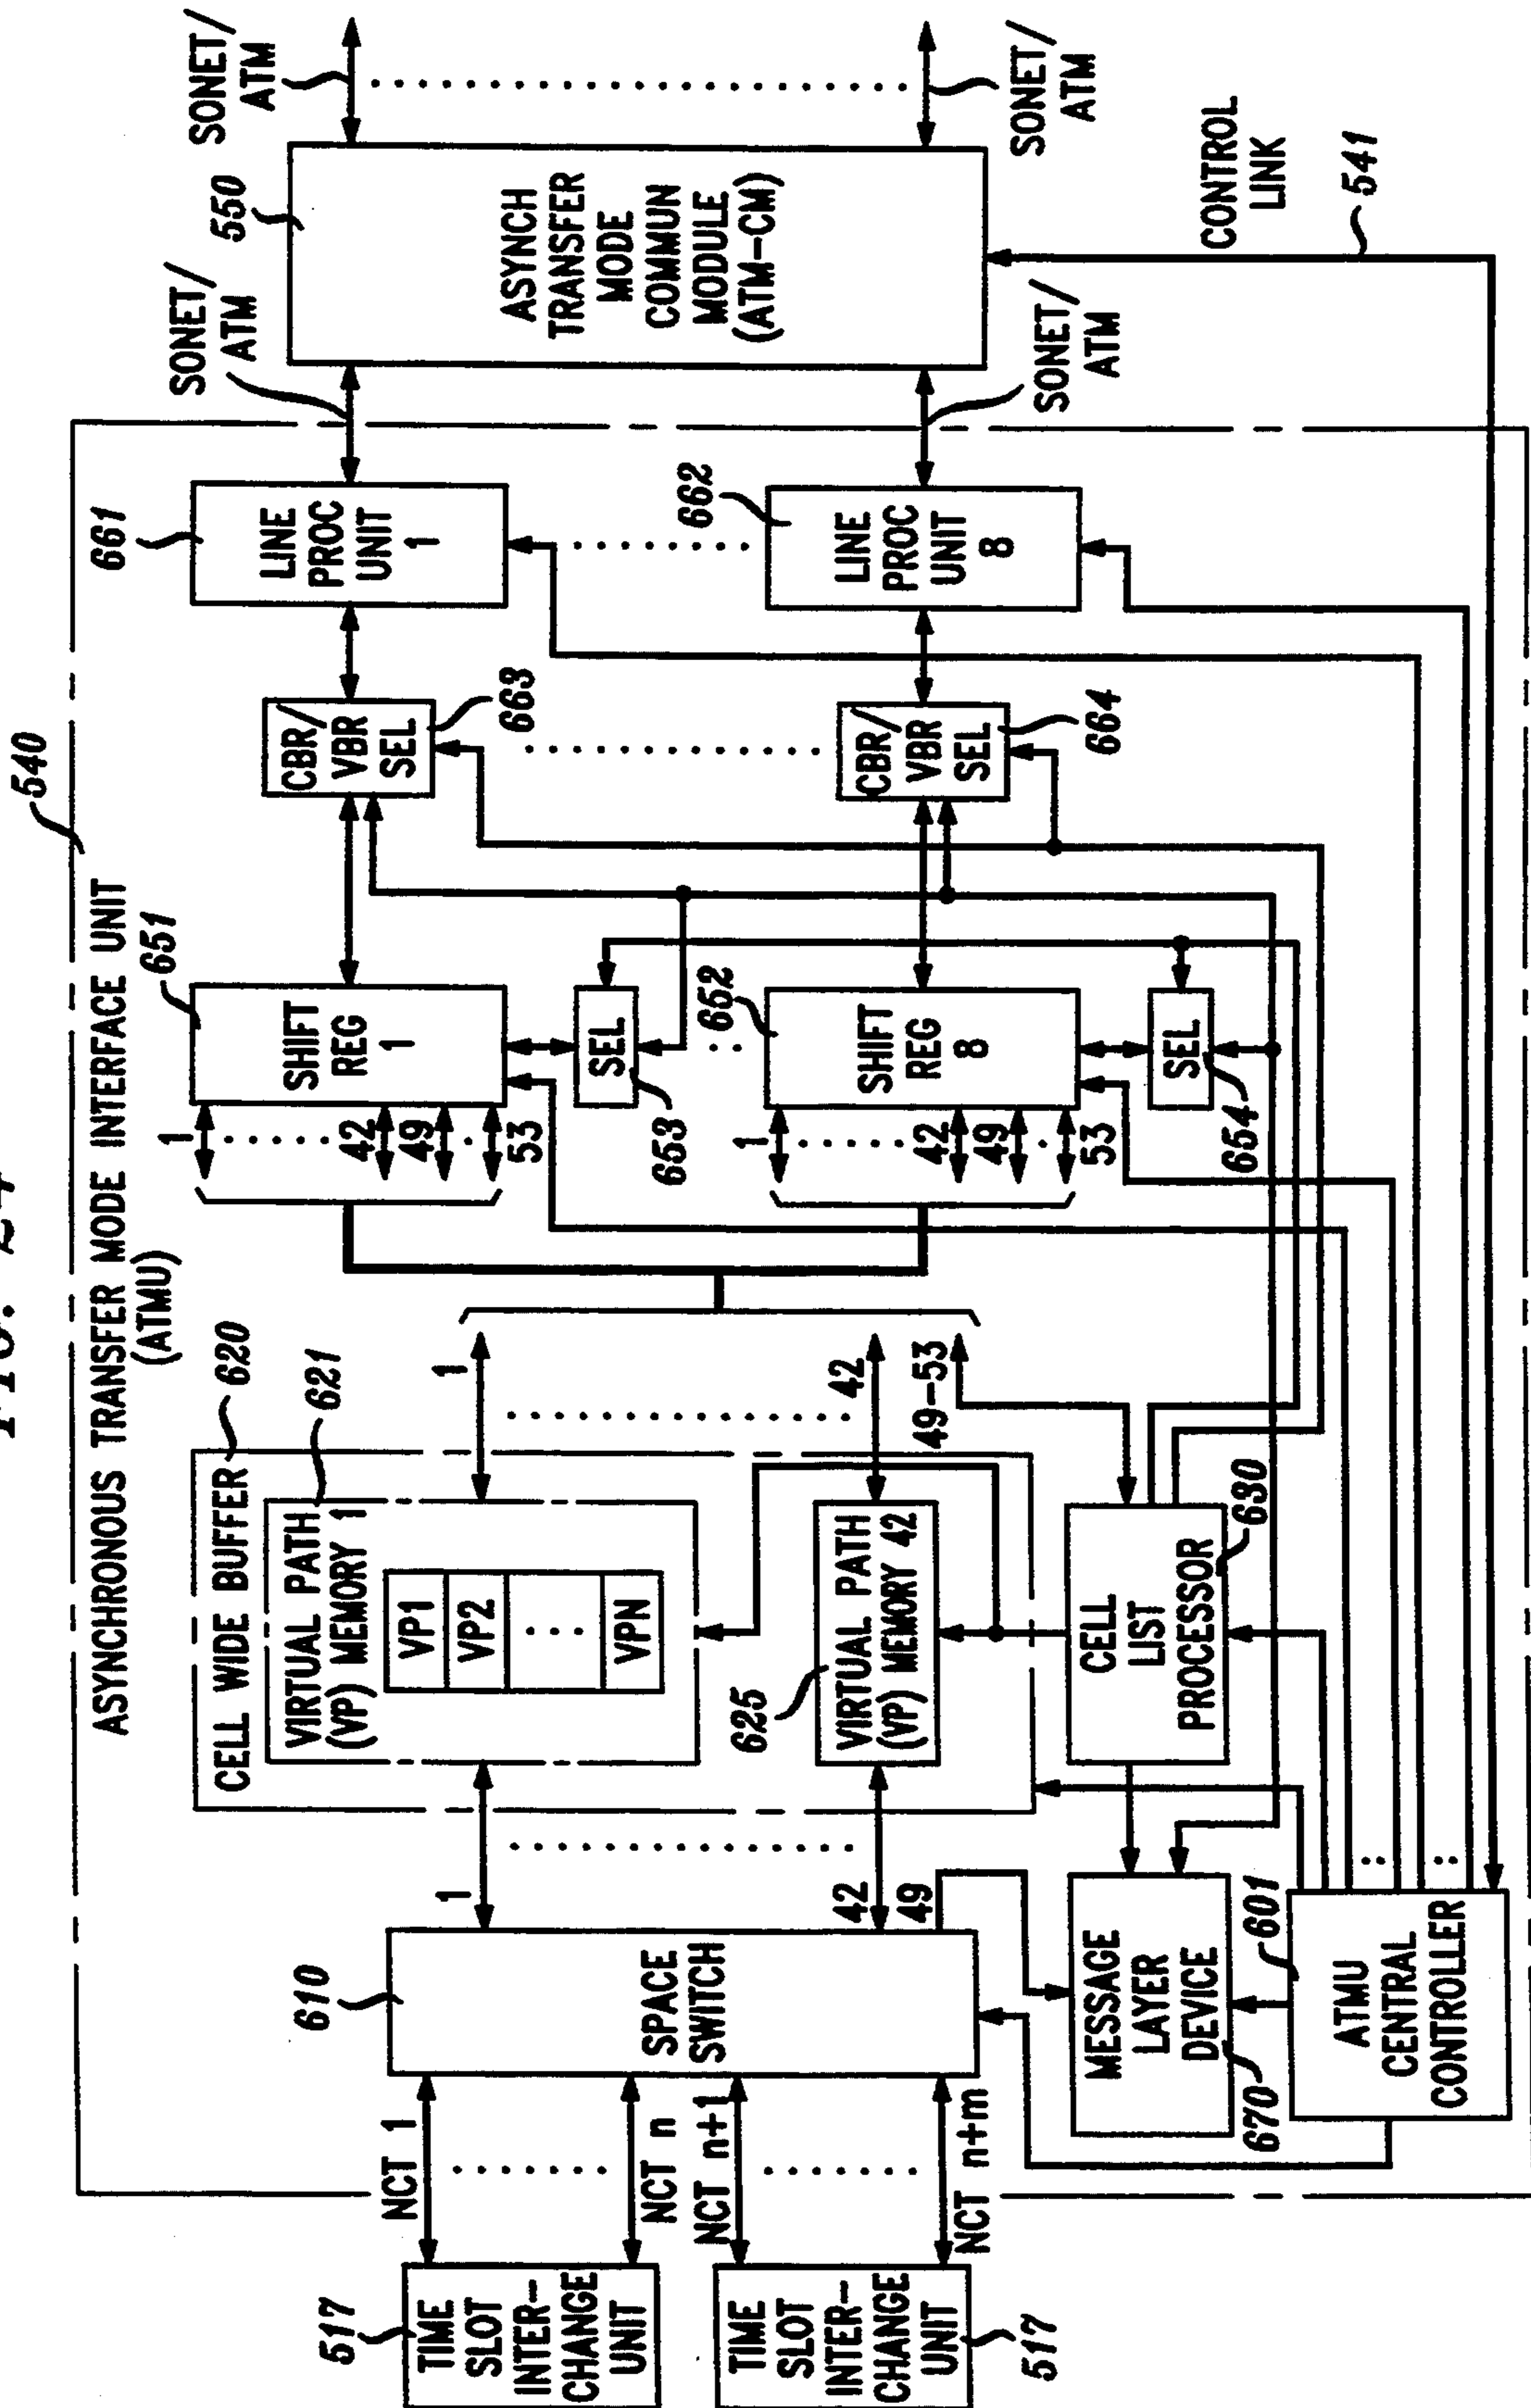 FIG. 24
540
ASYNCHRONOUS TRANSFER MODE INTERFACE UNIT
(ATMU)
517
TIME
SLOT
INTER-
CHANGE
UNIT
TIME
SLOT
INTER-
CHANGE
UNIT
517
NCT 1
NCT n
NCT n+1
NCT n+m
610
SPACE
SWITCH
1
42
49
CELL WIDE BUFFER
620
VIRTUAL PATH
(VP) MEMORY 1
621
VP1
VP2
VPN
625
VIRTUAL PATH
(VP) MEMORY 42
1
42
49-53
CELL
LIST
PROCESSOR
630
MESSAGE
LAYER
DEVICE
670
601
ATMU
CENTRAL
CONTROLLER
651
SHIFT
REG
1
1
42
49
53
SEL
653
652
SHIFT
REG
8
1
42
49
53
SEL
654
CBR/
VBR
SEL
663
CBR/
VBR
SEL
664
661
LINE
PROC
UNIT
1
662
LINE
PROC
UNIT
8
SONET/
ATM
SONET/
ATM
550
ASYNCH
TRANSFER
MODE
COMMUN
MODULE
(ATM-CM)
SONET/
ATM
SONET/
ATM
CONTROL
LINK
541